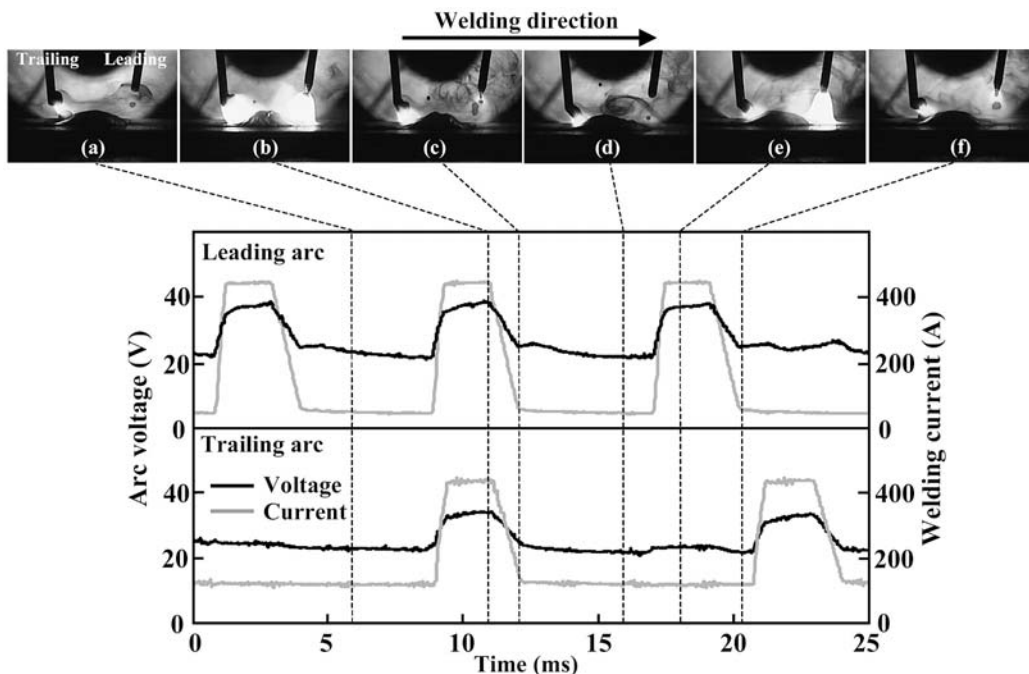 Welding direction
Trailing Leading
(a) (b) (c) (d) (e) (f)
Leading arc
40
20
0
400
200
0
Trailing arc
Voltage
Current
40
20
0
400
200
0
Arc voltage (V)
Welding current (A)
0 5 10 15 20 25
Time (ms)